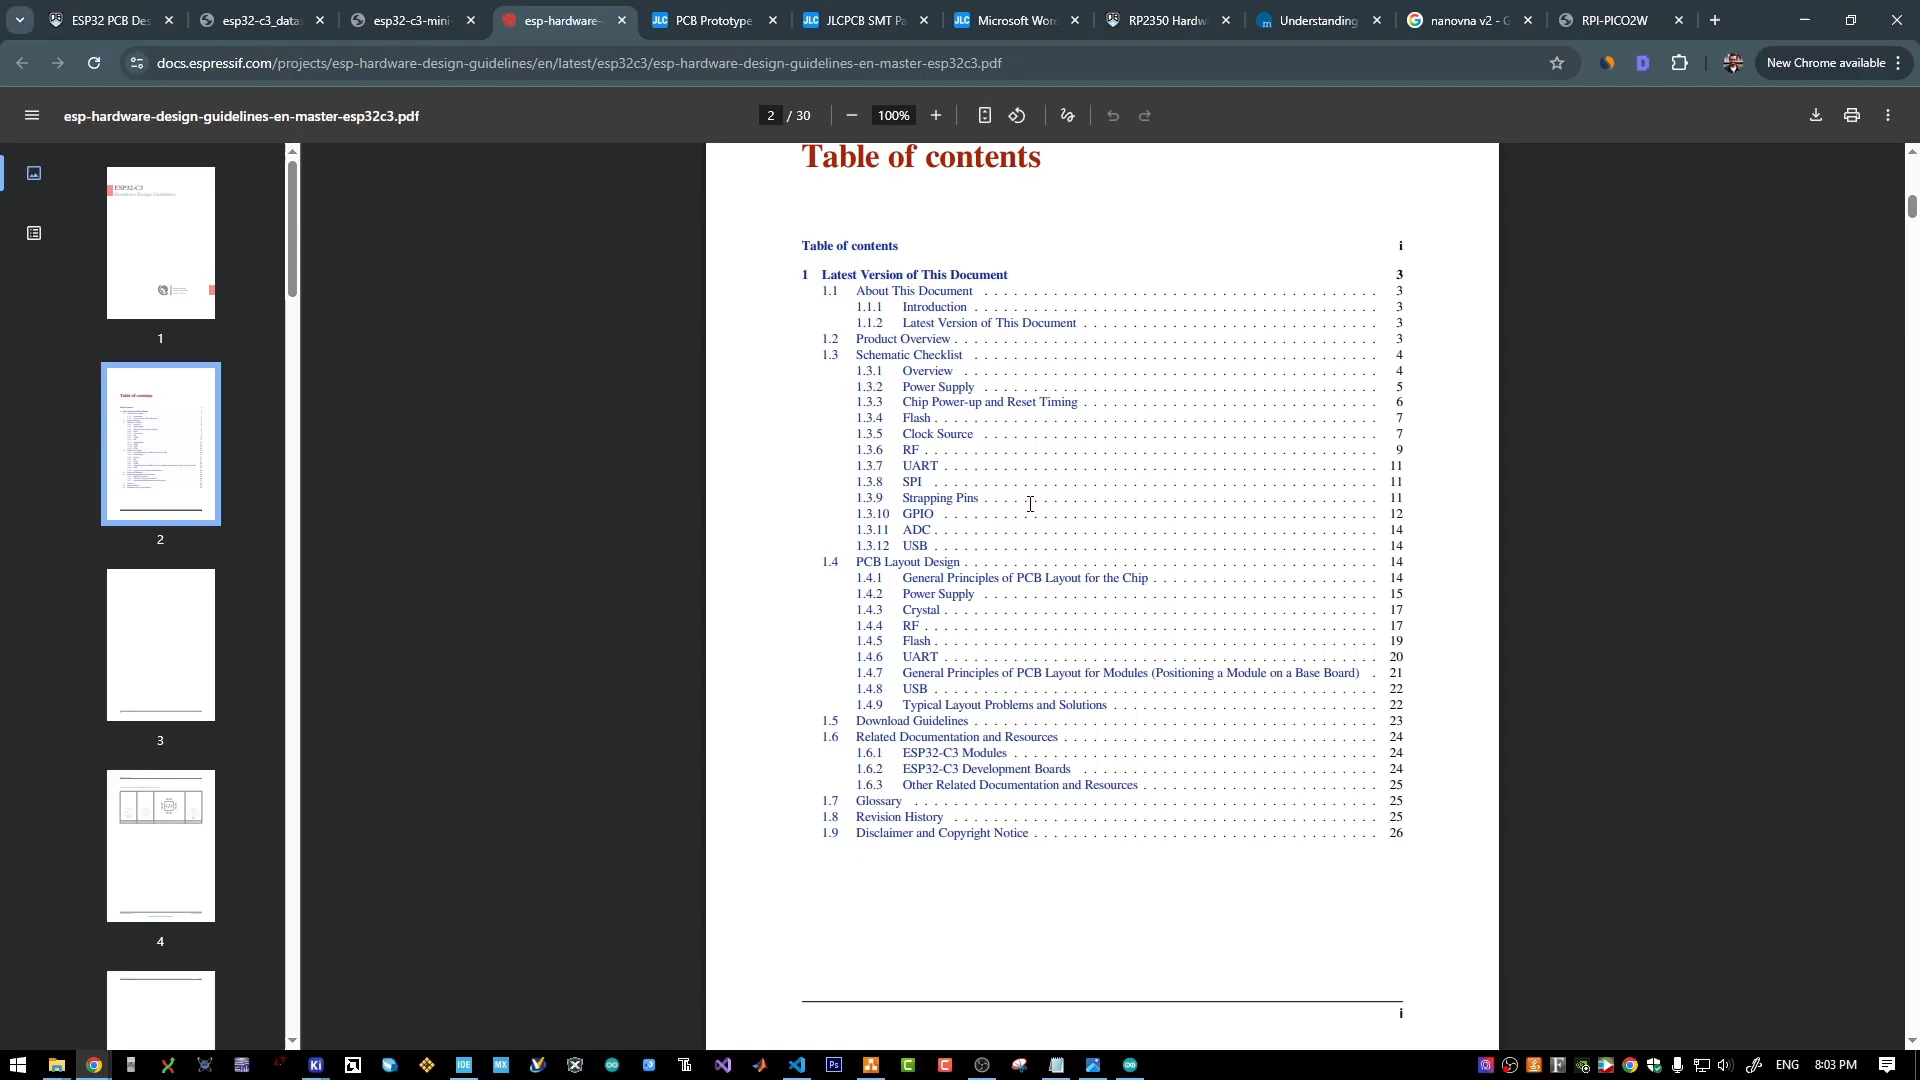 ESP32 PCB Des
esp32-c3_data
esp32-c3-mini-
esp-hardware-
PCB Prototype
JLCPCB SMT Pa
Microsoft Wor
RP2350 Hardw
Understanding
nanovna v2 - G
RPI-PICO2W
docs.espressif.com/projects/esp-hardware-design-guidelines/en/latest/esp32c3/esp-hardware-design-guidelines-en-master-esp32c3.pdf
New Chrome available
esp-hardware-design-guidelines-en-master-esp32c3.pdf
2 / 30
100%
ESP32-C3
1
2
3
4
Table of contents
Table of contents i
1 Latest Version of This Document 3
1.1 About This Document 3
1.1.1 Introduction 3
1.1.2 Latest Version of This Document 3
1.2 Product Overview 3
1.3 Schematic Checklist 4
1.3.1 Overview 4
1.3.2 Power Supply 5
1.3.3 Chip Power-up and Reset Timing 6
1.3.4 Flash 7
1.3.5 Clock Source 7
1.3.6 RF 9
1.3.7 UART 11
1.3.8 SPI 11
1.3.9 Strapping Pins 11
1.3.10 GPIO 12
1.3.11 ADC 14
1.3.12 USB 14
1.4 PCB Layout Design 14
1.4.1 General Principles of PCB Layout for the Chip 14
1.4.2 Power Supply 15
1.4.3 Crystal 17
1.4.4 RF 17
1.4.5 Flash 19
1.4.6 UART 20
1.4.7 General Principles of PCB Layout for Modules (Positioning a Module on a Base Board) 21
1.4.8 USB 22
1.4.9 Typical Layout Problems and Solutions 22
1.5 Download Guidelines 23
1.6 Related Documentation and Resources 24
1.6.1 ESP32-C3 Modules 24
1.6.2 ESP32-C3 Development Boards 24
1.6.3 Other Related Documentation and Resources 25
1.7 Glossary 25
1.8 Revision History 25
1.9 Disclaimer and Copyright Notice 26
i
ENG
8:03 PM